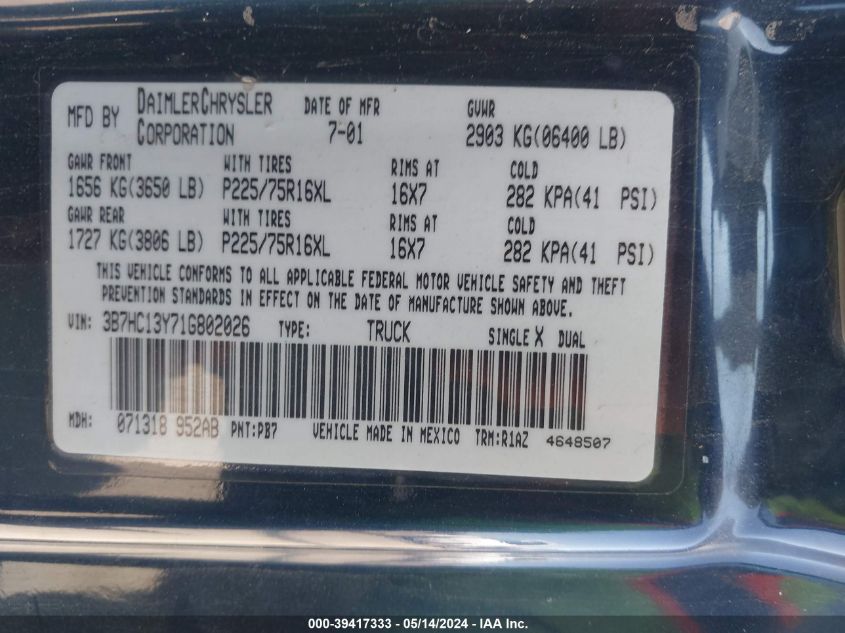 MFD BY DAIMLERCHRYSLER CORPORATION DATE OF MFR 7-01 GVWR 2903 KG(06400 LB)
GAWR FRONT WITH TIRES RIMS AT COLD
1656 KG(3650 LB) P225/75R16XL 16X7 282 KPA(41 PSI)
GAWR REAR WITH TIRES RIMS AT COLD
1727 KG(3806 LB) P225/75R16XL 16X7 282 KPA(41 PSI)
THIS VEHICLE CONFORMS TO ALL APPLICABLE FEDERAL MOTOR VEHICLE SAFETY AND THEFT
PREVENTION STANDARDS IN EFFECT ON THE DATE OF MANUFACTURE SHOWN ABOVE.
VIN: 3B7HC13Y71G802026 TYPE: TRUCK SINGLE X DUAL
MDH: 071318 952AB PNT:PB7 VEHICLE MADE IN MEXICO TRM:R1AZ 4648507
000-39417333 - 05/14/2024 - IAA Inc.